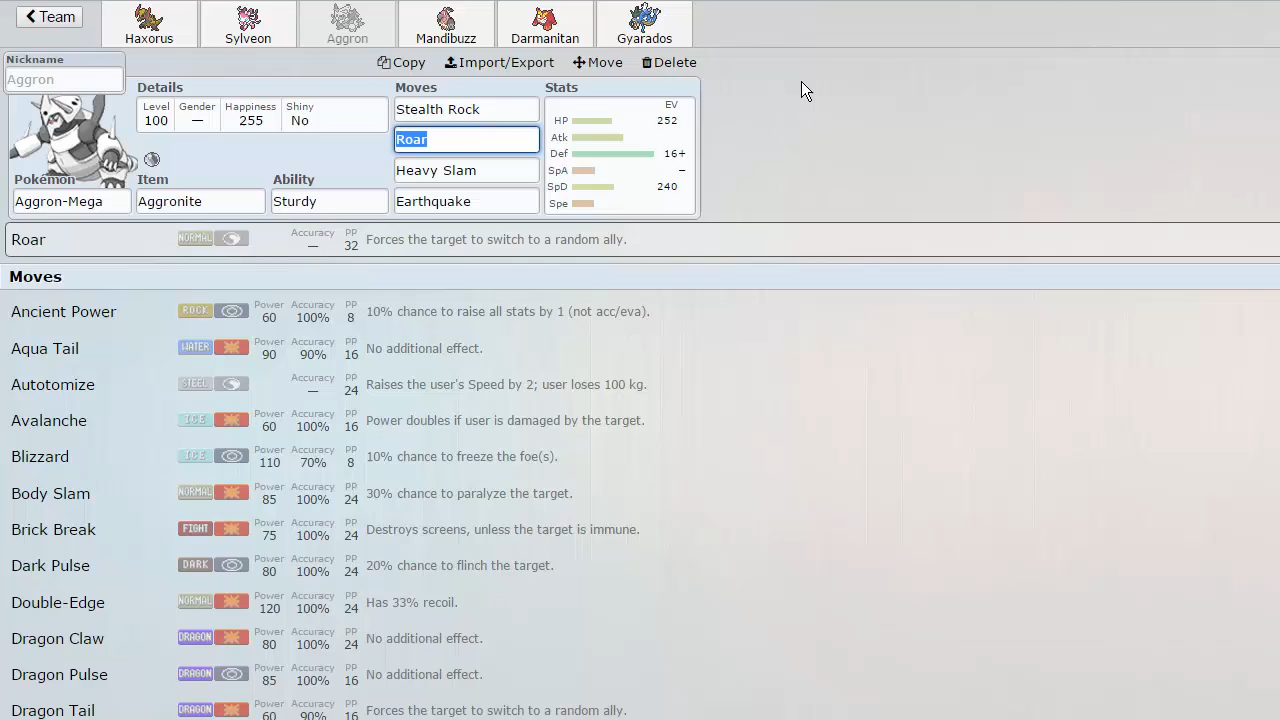 Team
Haxorus Sylveon Aggron Mandibuzz Darmanitan Gyarados
Copy Import/Export Move Delete
Nickname
Aggron
Details Moves Stats
Level Gender Happiness Shiny
100 — 255 No
Stealth Rock
Roar
Heavy Slam
Earthquake
EV
HP 252
Atk
Def 16+
SpA –
SpD 240
Spe
Pokémon Item Ability
Aggron-Mega Aggronite Sturdy
Roar NORMAL Accuracy — PP 32 Forces the target to switch to a random ally.
Moves
Ancient Power ROCK Power 60 Accuracy 100% PP 8 10% chance to raise all stats by 1 (not acc/eva).
Aqua Tail WATER Power 90 Accuracy 90% PP 16 No additional effect.
Autotomize STEEL Accuracy — PP 24 Raises the user's Speed by 2; user loses 100 kg.
Avalanche ICE Power 60 Accuracy 100% PP 16 Power doubles if user is damaged by the target.
Blizzard ICE Power 110 Accuracy 70% PP 8 10% chance to freeze the foe(s).
Body Slam NORMAL Power 85 Accuracy 100% PP 24 30% chance to paralyze the target.
Brick Break FIGHT Power 75 Accuracy 100% PP 24 Destroys screens, unless the target is immune.
Dark Pulse DARK Power 80 Accuracy 100% PP 24 20% chance to flinch the target.
Double-Edge NORMAL Power 120 Accuracy 100% PP 24 Has 33% recoil.
Dragon Claw DRAGON Power 80 Accuracy 100% PP 24 No additional effect.
Dragon Pulse DRAGON Power 85 Accuracy 100% PP 16 No additional effect.
Dragon Tail DRAGON Power 60 Accuracy 90% PP 16 Forces the target to switch to a random ally.